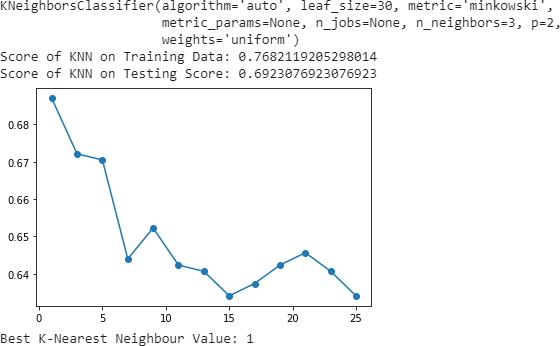 KNeighborsClassifier(algorithm='auto', leaf_size=30, metric='minkowski',
metric_params=None, n_jobs=None, n_neighbors=3, p=2,
weights='uniform')
Score of KNN on Training Data: 0.7682119205298014
Score of KNN on Testing Score: 0.6923076923076923
0.68
0.67
0.66
0.65
0.64
0 5 10 15 20 25
Best K-Nearest Neighbour Value: 1